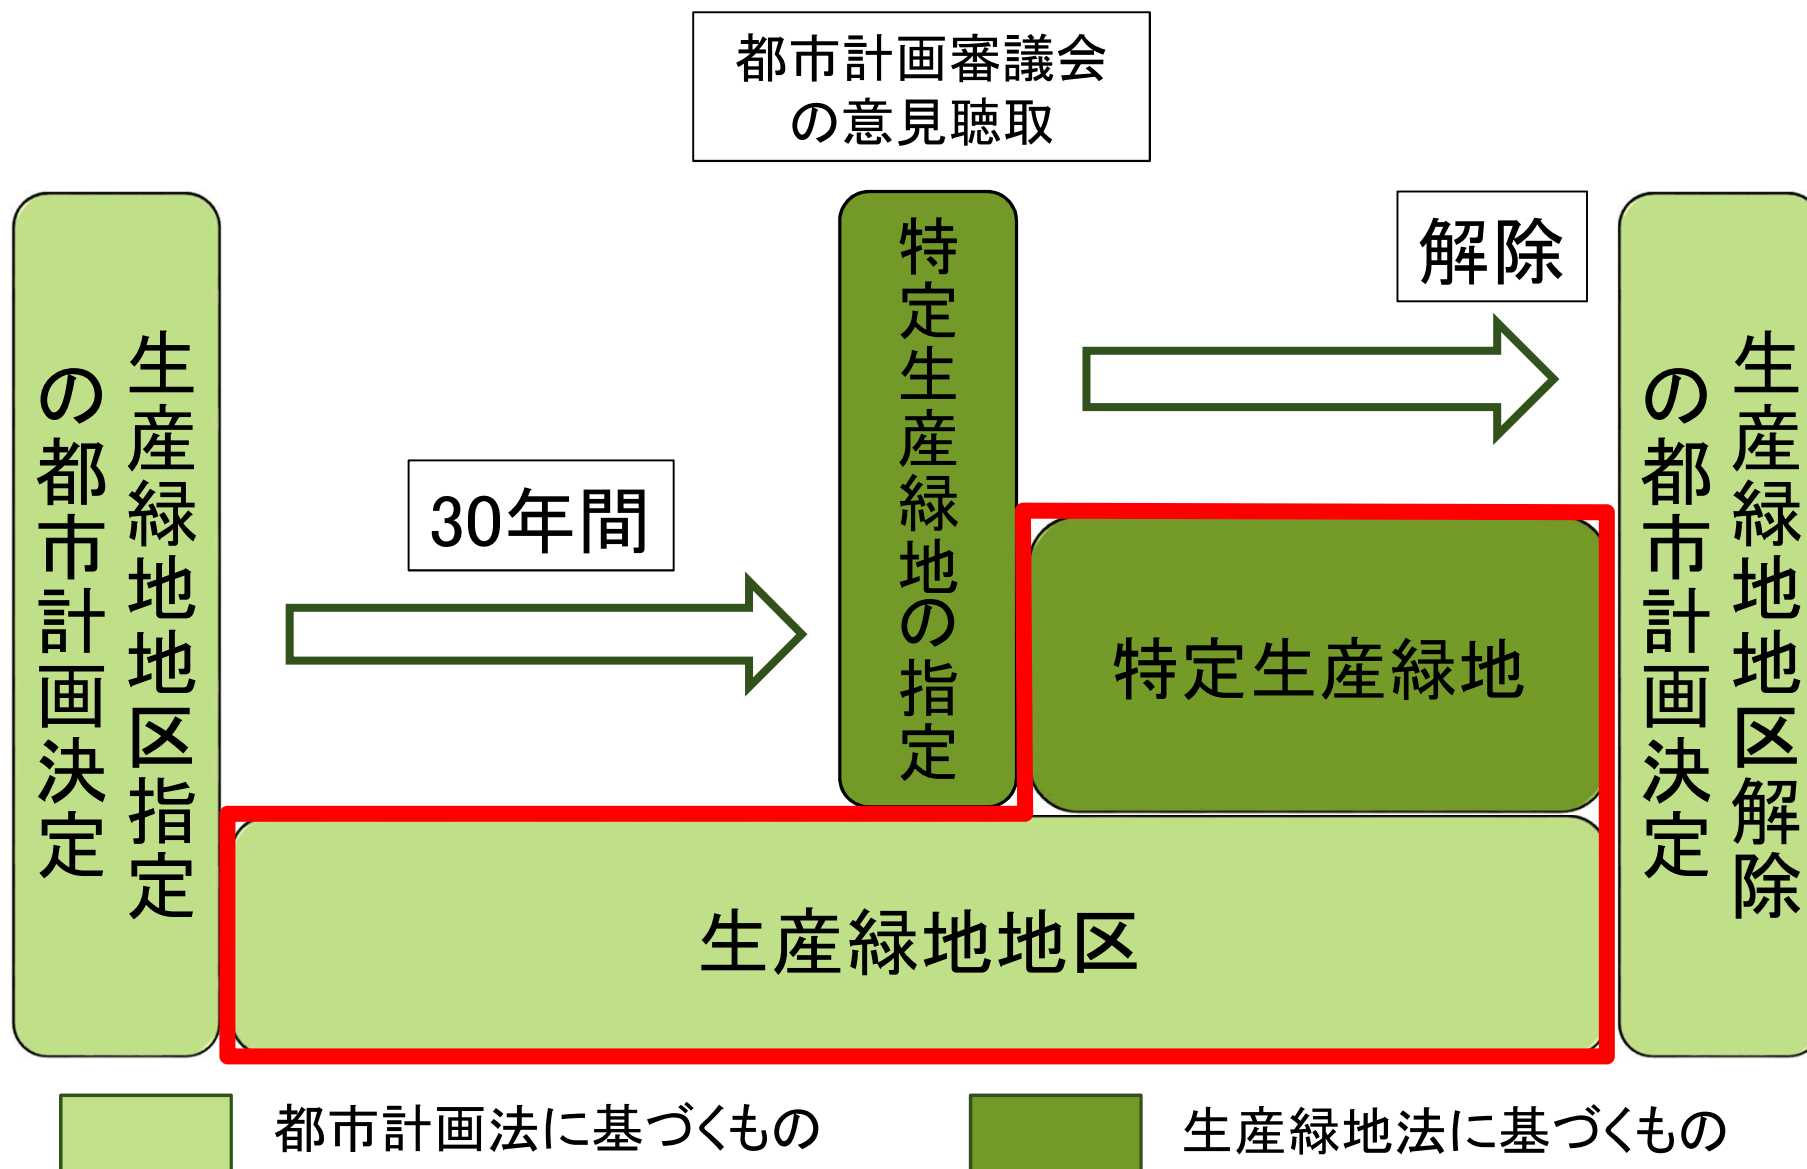 都市計画審議会
の意見聴取
生産緑地地区指定
の都市計画決定
30年間
特定生産緑地の指定
解除
特定生産緑地
生産緑地地区
生産緑地地区解除
の都市計画決定
都市計画法に基づくもの
生産緑地法に基づくもの